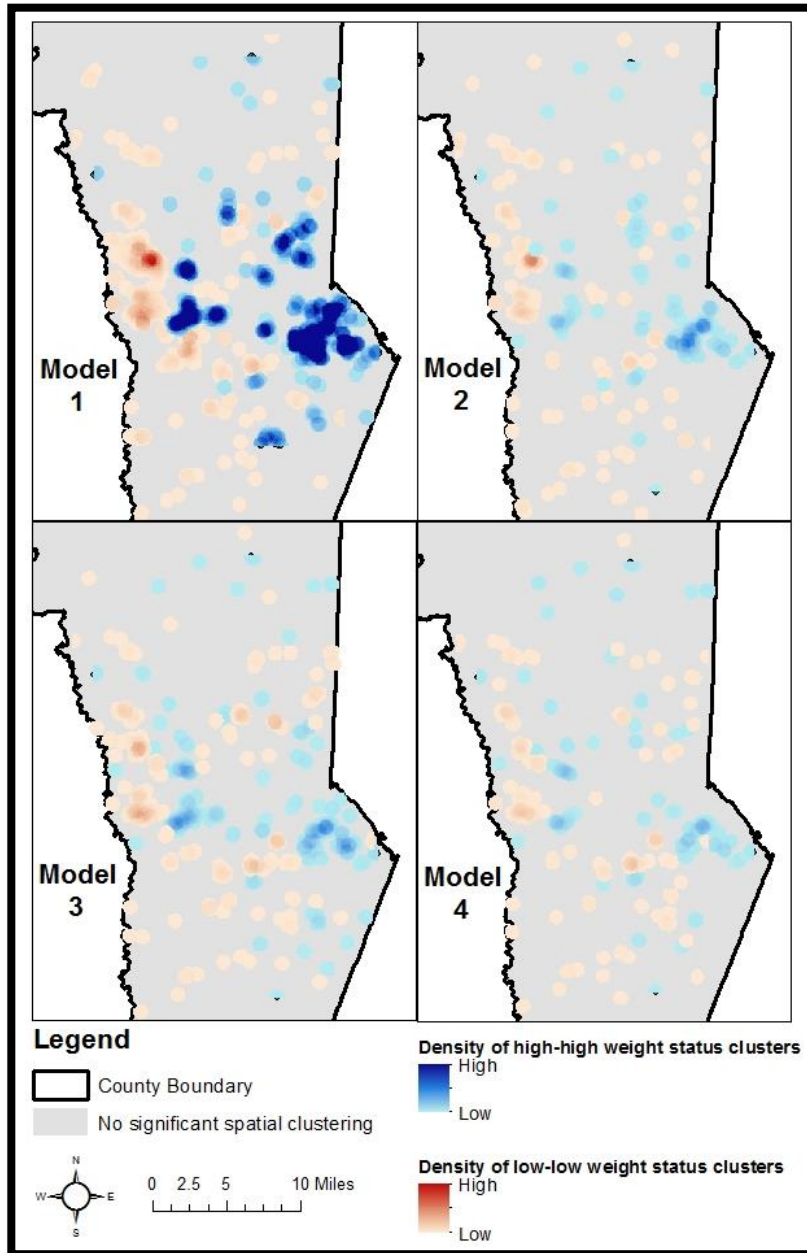 Model
1
Model
2
Model
3
Model
4
Legend
County Boundary
No significant spatial clustering
N
W
E
S
0 2.5 5 10 Miles
Density of high-high weight status clusters
High
Low
Density of low-low weight status clusters
High
Low